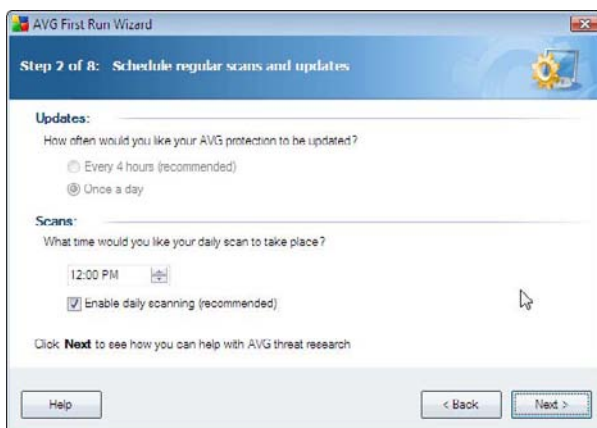 AVG First Run Wizard
Step 2 of 8: Schedule regular scans and updates
Updates:
How often would you like your AVG protection to be updated?
Every 4 hours (recommended)
Once a day
Scans:
What time would you like your daily scan to take place?
12:00 PM
Enable daily scanning (recommended)
Click Next to see how you can help with AVG threat research
Help
< Back
Next >